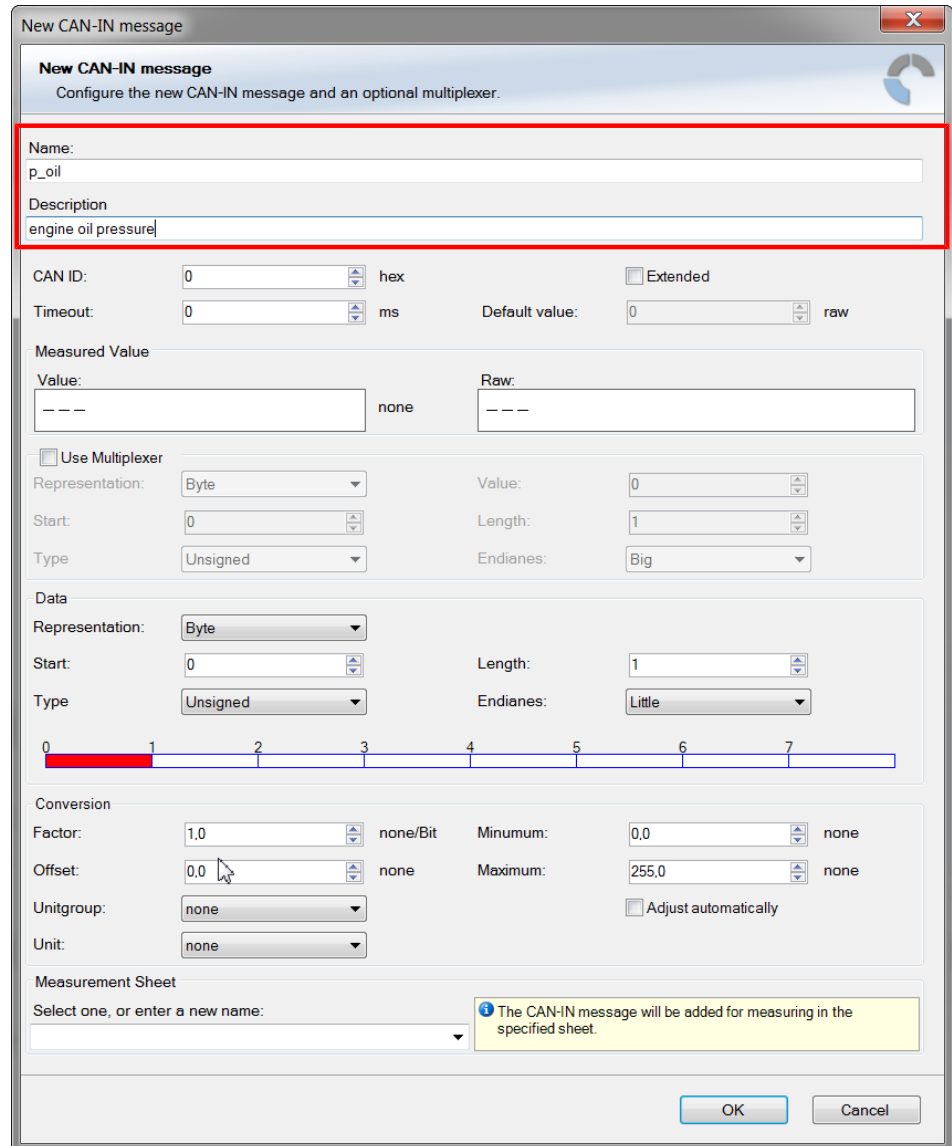 New CAN-IN message
New CAN-IN message
Configure the new CAN-IN message and an optional multiplexer.
Name:
p_oil
Description
engine oil pressure
CAN ID: 0 hex Extended
Timeout: 0 ms Default value: 0 raw
Measured Value
Value: Raw:
––– none –––
Use Multiplexer
Representation: Byte Value: 0
Start: 0 Length: 1
Type Unsigned Endianes: Big
Data
Representation: Byte
Start: 0 Length: 1
Type Unsigned Endianes: Little
0 1 2 3 4 5 6 7
Conversion
Factor: 1,0 none/Bit Minumum: 0,0 none
Offset: 0,0 none Maximum: 255,0 none
Unitgroup: none Adjust automatically
Unit: none
Measurement Sheet
Select one, or enter a new name:
The CAN-IN message will be added for measuring in the
specified sheet.
OK Cancel